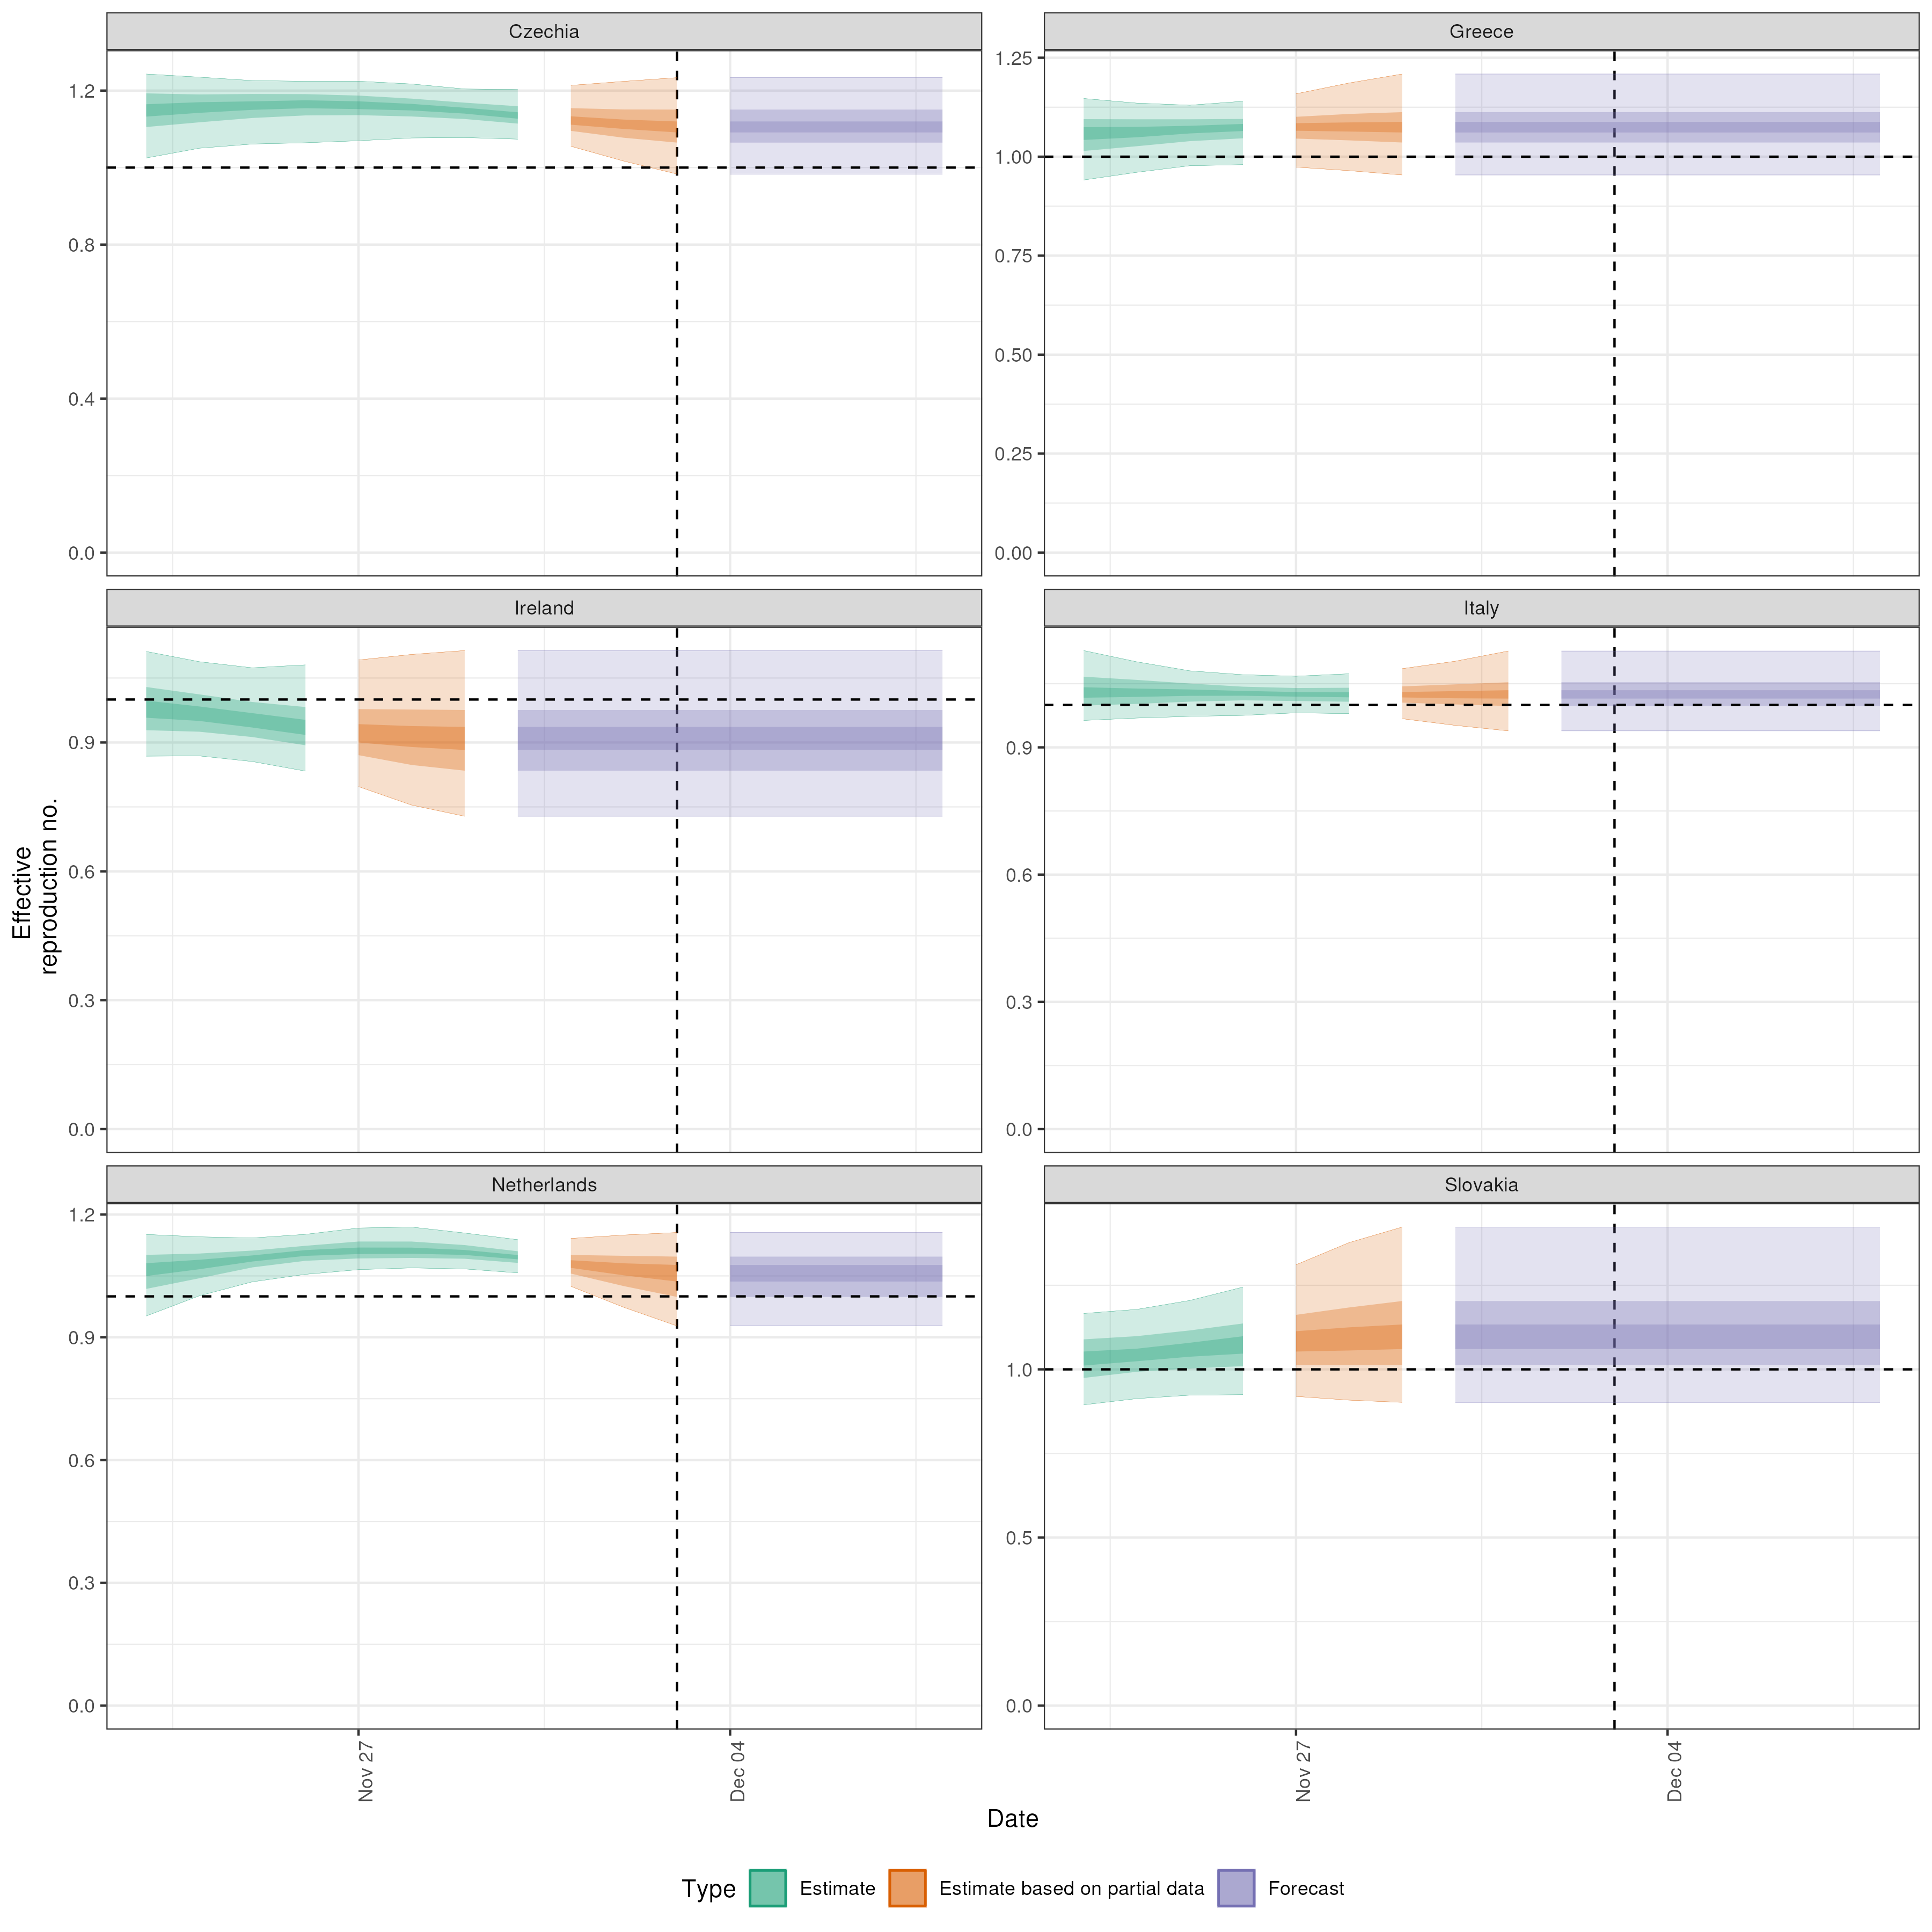 Czechia
Greece
1.2
0.8
0.4
0.0
1.25
1.00
0.75
0.50
0.25
0.00
Ireland
Italy
0.9
0.6
0.3
0.0
0.9
0.6
0.3
0.0
Netherlands
Slovakia
1.2
0.9
0.6
0.3
0.0
1.0
0.5
0.0
Effective
reproduction no.
Nov 27
Dec 04
Nov 27
Dec 04
Date
Type Estimate Estimate based on partial data Forecast